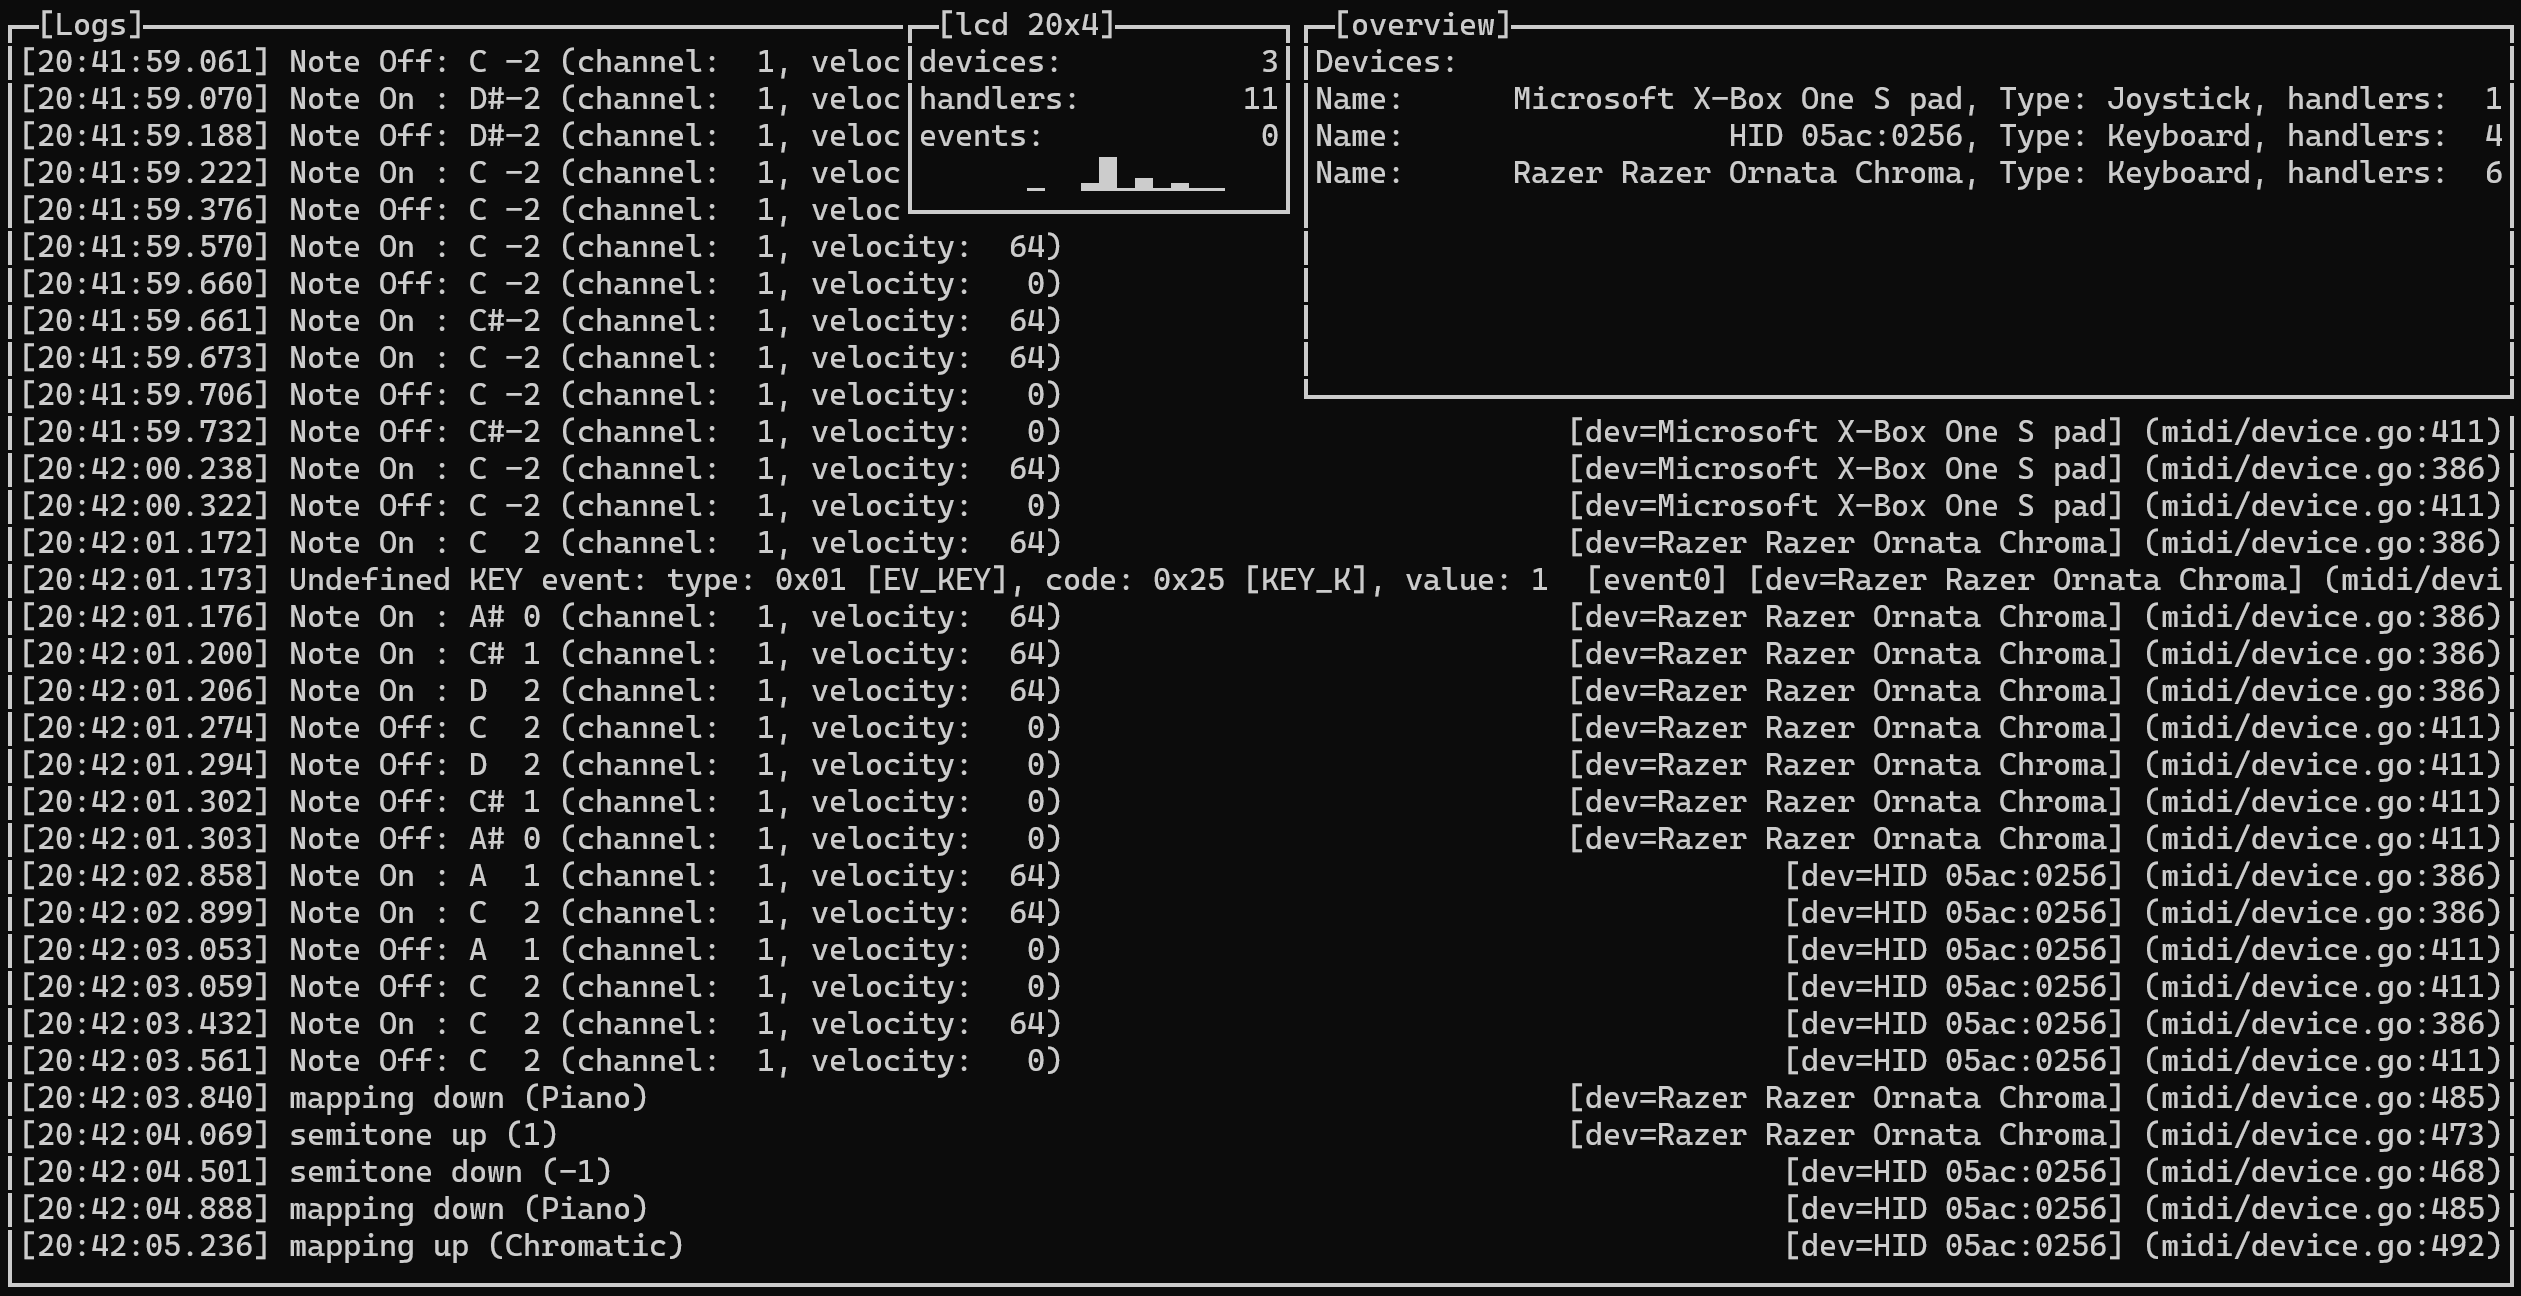 [Logs] [lcd 20x4] [overview]
[20:41:59.061] Note Off: C -2 (channel:  1, veloc devices: 3 Devices:
[20:41:59.070] Note On : D#-2 (channel:  1, veloc handlers: 11 Name: Microsoft X-Box One S pad, Type: Joystick, handlers:  1
[20:41:59.188] Note Off: D#-2 (channel:  1, veloc events: 0 Name: HID 05ac:0256, Type: Keyboard, handlers:  4
[20:41:59.222] Note On : C -2 (channel:  1, veloc Name: Razer Razer Ornata Chroma, Type: Keyboard, handlers:  6
[20:41:59.376] Note Off: C -2 (channel:  1, veloc
[20:41:59.570] Note On : C -2 (channel:  1, velocity:  64)
[20:41:59.660] Note Off: C -2 (channel:  1, velocity:   0)
[20:41:59.661] Note On : C#-2 (channel:  1, velocity:  64)
[20:41:59.673] Note On : C -2 (channel:  1, velocity:  64)
[20:41:59.706] Note Off: C -2 (channel:  1, velocity:   0)
[20:41:59.732] Note Off: C#-2 (channel:  1, velocity:   0) [dev=Microsoft X-Box One S pad] (midi/device.go:411)
[20:42:00.238] Note On : C -2 (channel:  1, velocity:  64) [dev=Microsoft X-Box One S pad] (midi/device.go:386)
[20:42:00.322] Note Off: C -2 (channel:  1, velocity:   0) [dev=Microsoft X-Box One S pad] (midi/device.go:411)
[20:42:01.172] Note On : C  2 (channel:  1, velocity:  64) [dev=Razer Razer Ornata Chroma] (midi/device.go:386)
[20:42:01.173] Undefined KEY event: type: 0x01 [EV_KEY], code: 0x25 [KEY_K], value: 1  [event0] [dev=Razer Razer Ornata Chroma] (midi/devi
[20:42:01.176] Note On : A# 0 (channel:  1, velocity:  64) [dev=Razer Razer Ornata Chroma] (midi/device.go:386)
[20:42:01.200] Note On : C# 1 (channel:  1, velocity:  64) [dev=Razer Razer Ornata Chroma] (midi/device.go:386)
[20:42:01.206] Note On : D  2 (channel:  1, velocity:  64) [dev=Razer Razer Ornata Chroma] (midi/device.go:386)
[20:42:01.274] Note Off: C  2 (channel:  1, velocity:   0) [dev=Razer Razer Ornata Chroma] (midi/device.go:411)
[20:42:01.294] Note Off: D  2 (channel:  1, velocity:   0) [dev=Razer Razer Ornata Chroma] (midi/device.go:411)
[20:42:01.302] Note Off: C# 1 (channel:  1, velocity:   0) [dev=Razer Razer Ornata Chroma] (midi/device.go:411)
[20:42:01.303] Note Off: A# 0 (channel:  1, velocity:   0) [dev=Razer Razer Ornata Chroma] (midi/device.go:411)
[20:42:02.858] Note On : A  1 (channel:  1, velocity:  64) [dev=HID 05ac:0256] (midi/device.go:386)
[20:42:02.899] Note On : C  2 (channel:  1, velocity:  64) [dev=HID 05ac:0256] (midi/device.go:386)
[20:42:03.053] Note Off: A  1 (channel:  1, velocity:   0) [dev=HID 05ac:0256] (midi/device.go:411)
[20:42:03.059] Note Off: C  2 (channel:  1, velocity:   0) [dev=HID 05ac:0256] (midi/device.go:411)
[20:42:03.432] Note On : C  2 (channel:  1, velocity:  64) [dev=HID 05ac:0256] (midi/device.go:386)
[20:42:03.561] Note Off: C  2 (channel:  1, velocity:   0) [dev=HID 05ac:0256] (midi/device.go:411)
[20:42:03.840] mapping down (Piano) [dev=Razer Razer Ornata Chroma] (midi/device.go:485)
[20:42:04.069] semitone up (1) [dev=Razer Razer Ornata Chroma] (midi/device.go:473)
[20:42:04.501] semitone down (-1) [dev=HID 05ac:0256] (midi/device.go:468)
[20:42:04.888] mapping down (Piano) [dev=HID 05ac:0256] (midi/device.go:485)
[20:42:05.236] mapping up (Chromatic) [dev=HID 05ac:0256] (midi/device.go:492)